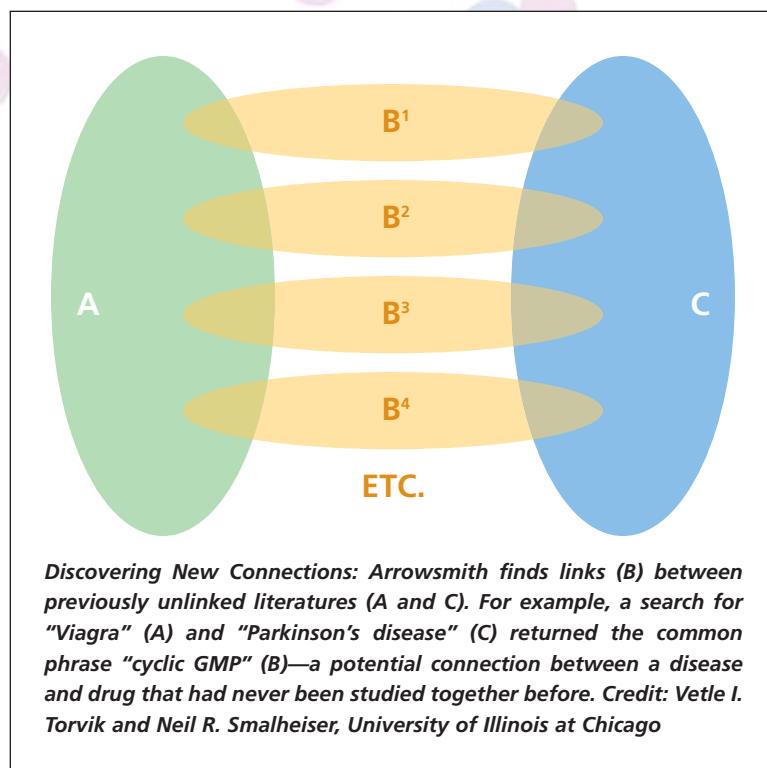 B¹
B²
A
B³
C
B⁴
ETC.
Discovering New Connections: Arrowsmith finds links (B) between
previously unlinked literatures (A and C). For example, a search for
“Viagra” (A) and “Parkinson’s disease” (C) returned the common
phrase “cyclic GMP” (B)—a potential connection between a disease
and drug that had never been studied together before. Credit: Vetle I.
Torvik and Neil R. Smalheiser, University of Illinois at Chicago